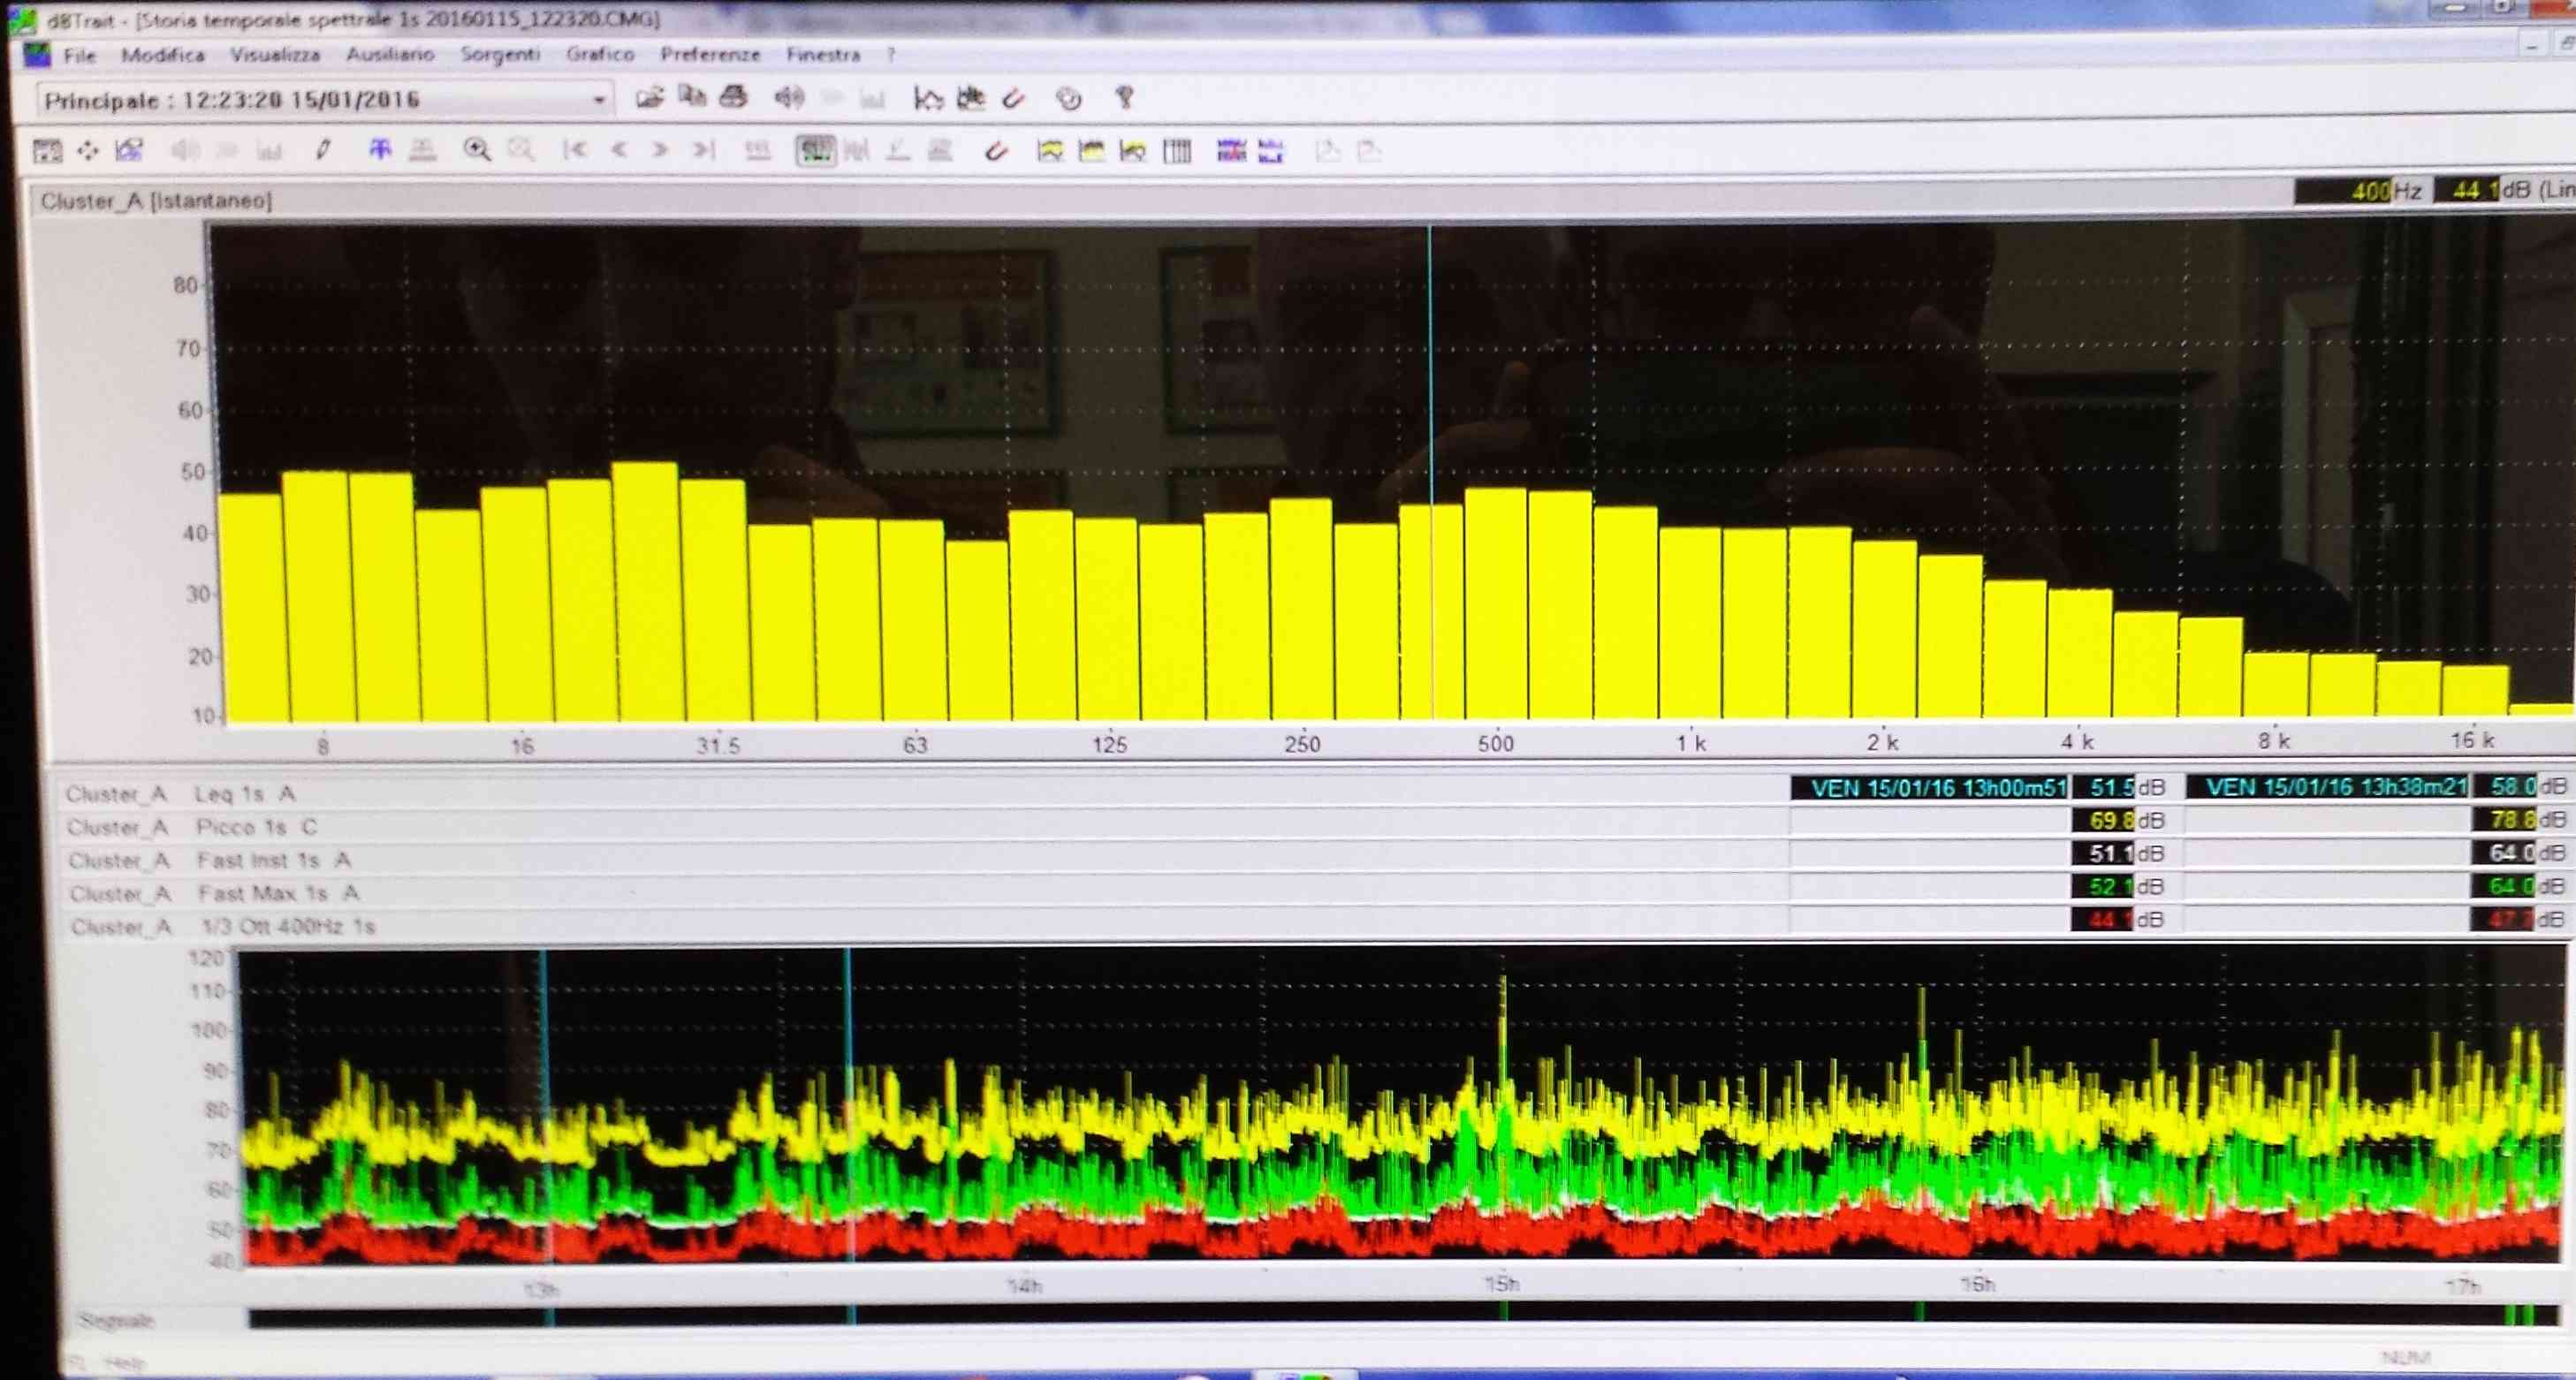 dBTrait - [Storia temporale spettrale 1s 20160115_122320.CMG]
File Modifica Visualizza Ausiliario Sorgenti Grafico Preferenze Finestra ?
Principale : 12:23:20 15/01/2016
Cluster_A [Istantaneo] 400 Hz 44.1 dB (Lin
80
70
60
50
40
30
20
10
8 16 31.5 63 125 250 500 1 k 2 k 4 k 8 k 16 k
Cluster_A Leq 1s A VEN 15/01/16 13h00m51 51.5 dB VEN 15/01/16 13h38m21 58.0 dB
Cluster_A Picco 1s C 69.8 dB 78.8 dB
Cluster_A Fast Inst 1s A 51.1 dB 64.0 dB
Cluster_A Fast Max 1s A 52.1 dB 64.0 dB
Cluster_A 1/3 Ott 400Hz 1s 44.1 dB dB
120
110
100
90
80
70
60
50
40
13h 14h 15h 16h 17h
Segnale
Help NUM